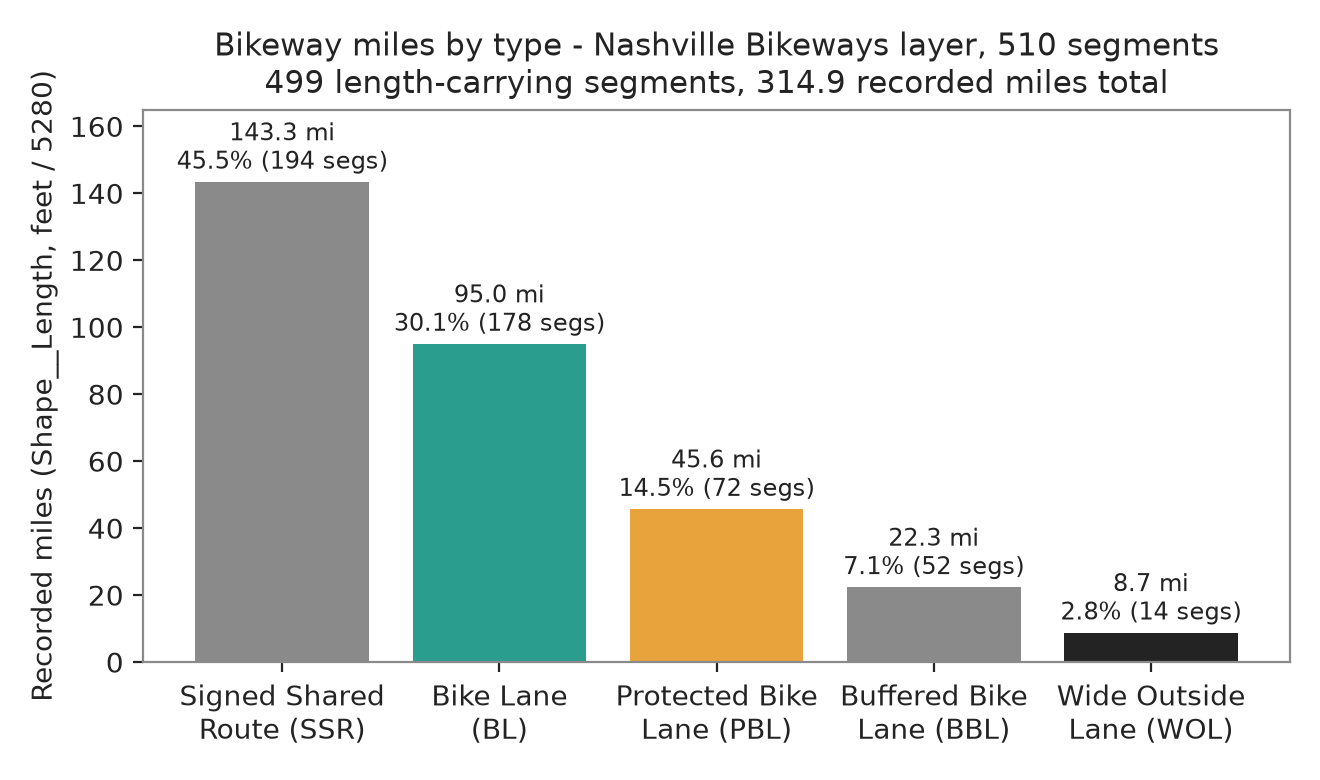 Bikeway miles by type - Nashville Bikeways layer, 510 segments
499 length-carrying segments, 314.9 recorded miles total
Recorded miles (Shape__Length, feet / 5280)
160
140
120
100
80
60
40
20
0
143.3 mi
45.5% (194 segs)
95.0 mi
30.1% (178 segs)
45.6 mi
14.5% (72 segs)
22.3 mi
7.1% (52 segs)
8.7 mi
2.8% (14 segs)
Signed Shared
Route (SSR)
Bike Lane
(BL)
Protected Bike
Lane (PBL)
Buffered Bike
Lane (BBL)
Wide Outside
Lane (WOL)